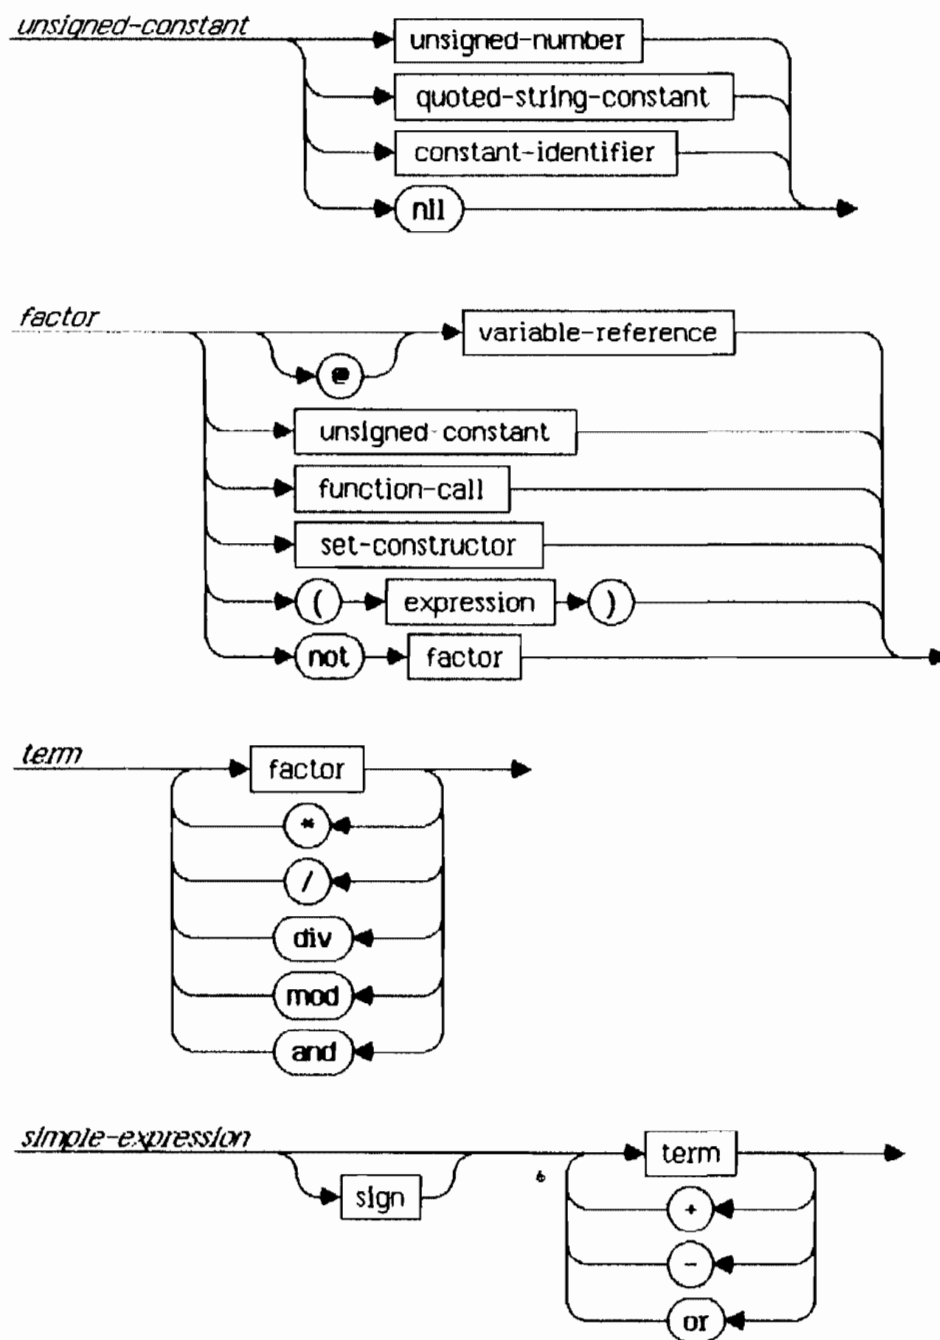 unsigned-constant
unsigned-number
quoted-string-constant
constant-identifier
nil
factor
variable-reference
@
unsigned-constant
function-call
set-constructor
( expression )
not factor
term
factor
*
/
div
mod
and
simple-expression
term
sign
+
-
or